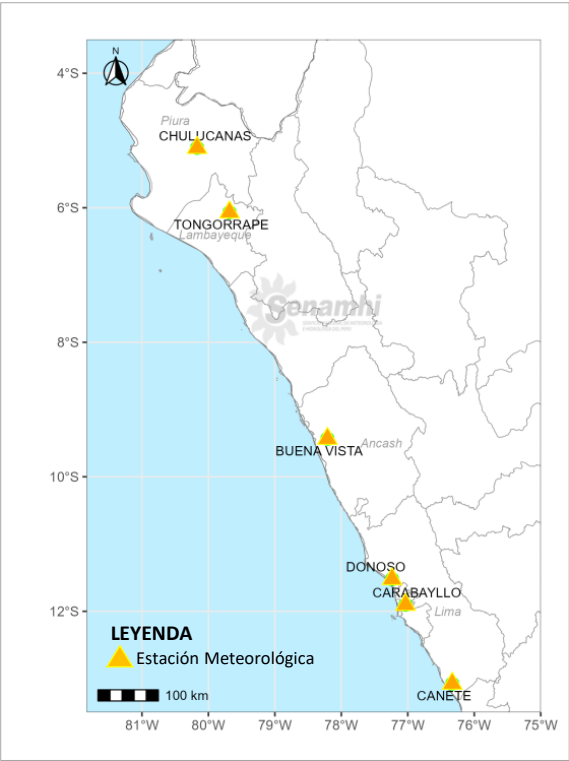 N
4°S
Piura
CHULUCANAS
6°S
TONGORRAPE
Lambayeque
Senamhi
8°S
Ancash
BUENA VISTA
10°S
DONOSO
CARABAYLLO
Lima
12°S
LEYENDA
Estación Meteorológica
100 km
CAÑETE
81°W 80°W 79°W 78°W 77°W 76°W 75°W